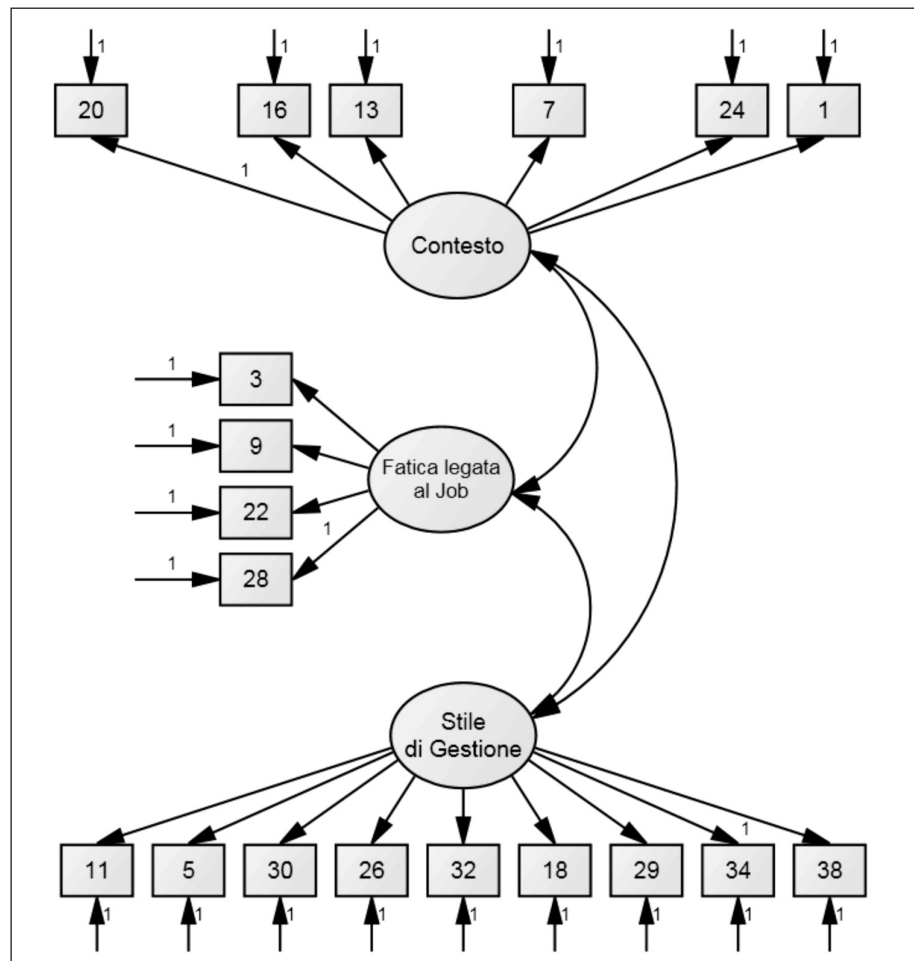 1 1 1 1 1 1
20 16 13 7 24 1
1
Contesto
1
3
1
9
Fatica legata
al Job
1
22
1
1
28
Stile
di Gestione
1
11 5 30 26 32 18 29 34 38
1 1 1 1 1 1 1 1 1